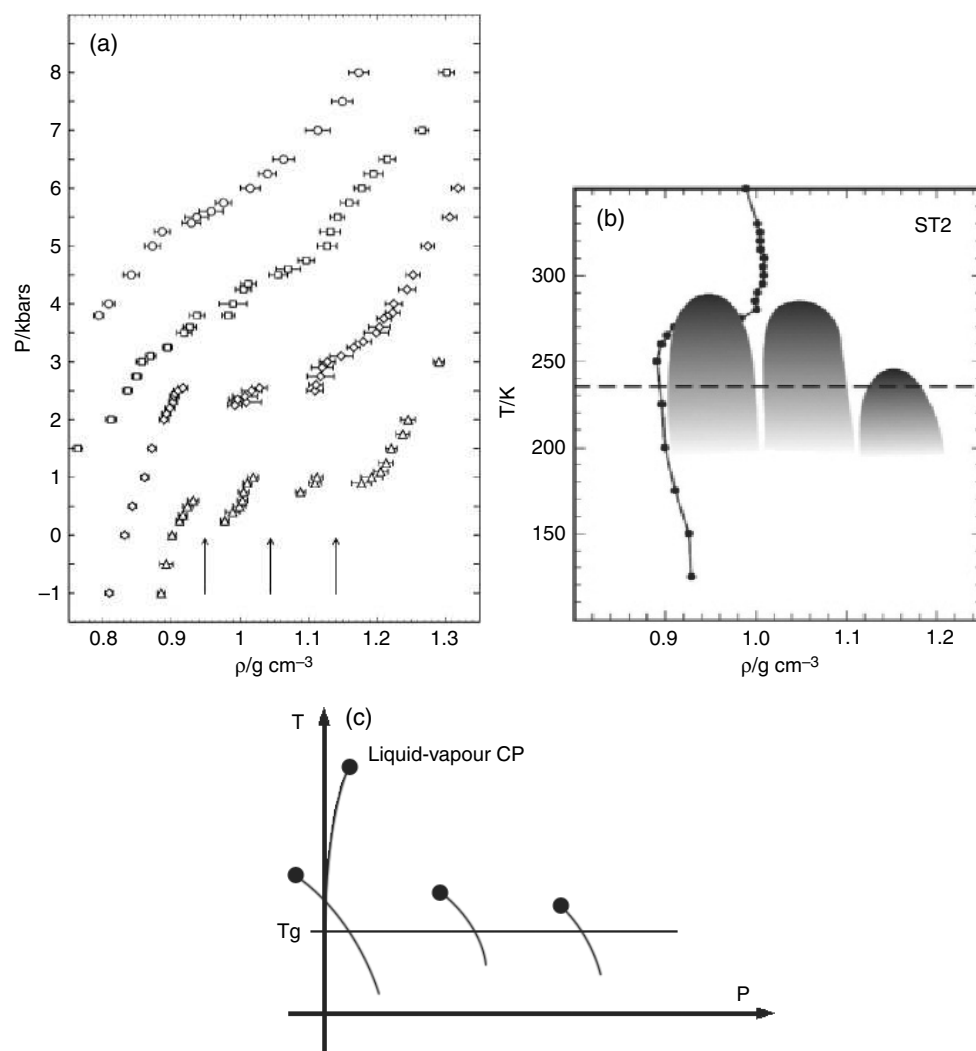 (a)
8
7
6
5
4
3
2
1
0
−1
P/kbars
0.8 0.9 1 1.1 1.2 1.3
ρ/g cm⁻³
(b) ST2
300
250
200
150
T/K
0.9 1.0 1.1 1.2
ρ/g cm⁻³
(c)
T
Liquid-vapour CP
Tg
P